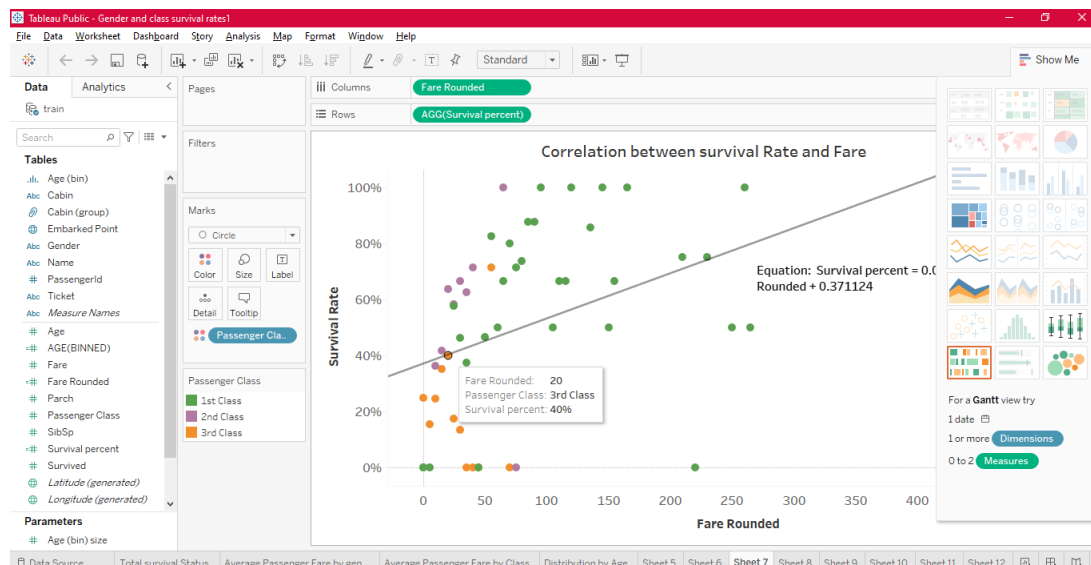 Tableau Public - Gender and class survival rates1
File Data Worksheet Dashboard Story Analysis Map Format Window Help
Standard
Show Me
Data Analytics
train
Search
Tables
Age (bin)
Abc Cabin
Cabin (group)
Embarked Point
Abc Gender
Abc Name
# PassengerId
Abc Ticket
Abc Measure Names
# Age
=# AGE(BINNED)
# Fare
=# Fare Rounded
# Parch
# Passenger Class
# SibSp
=# Survival percent
# Survived
Latitude (generated)
Longitude (generated)
Parameters
# Age (bin) size
Pages
Filters
Marks
Circle
Color Size Label
Detail Tooltip
Passenger Cla..
Passenger Class
1st Class
2nd Class
3rd Class
Columns Fare Rounded
Rows AGG(Survival percent)
Correlation between survival Rate and Fare
Survival Rate
100%
80%
60%
40%
20%
0%
Equation: Survival percent = 0.0
Rounded + 0.371124
Fare Rounded: 20
Passenger Class: 3rd Class
Survival percent: 40%
0 50 100 150 200 250 300 350 400
Fare Rounded
For a Gantt view try
1 date
1 or more Dimensions
0 to 2 Measures
Data Source Total survival Status Average Passenger Fare by gen.. Average Passenger Fare by Class Distribution by Age Sheet 5 Sheet 6 Sheet 7 Sheet 8 Sheet 9 Sheet 10 Sheet 11 Sheet 12